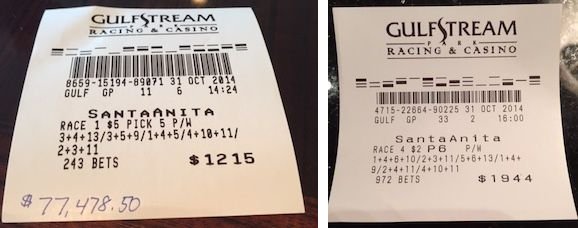 GULFSTREAM
PARK
RACING & CASINO
8659-15194-89071 31 OCT 2014
GULF GP 11 6 14:24
SANTAANITA
RACE 1 $5 PICK 5 P/W
3+4+13/3+5+9/1+4+5/4+10+11/
2+3+11
243 BETS $1215
$77,478.50
GULFSTREAM
PARK
RACING & CASINO
4715-22664-90225 31 OCT 2014
GULF GP 33 2 16:00
SantaAnita
RACE 4 $2 P6 P/W
1+4+6+10/2+3+11/5+6+13/1+4+
9/2+4+11/4+10+11
972 BETS $1944